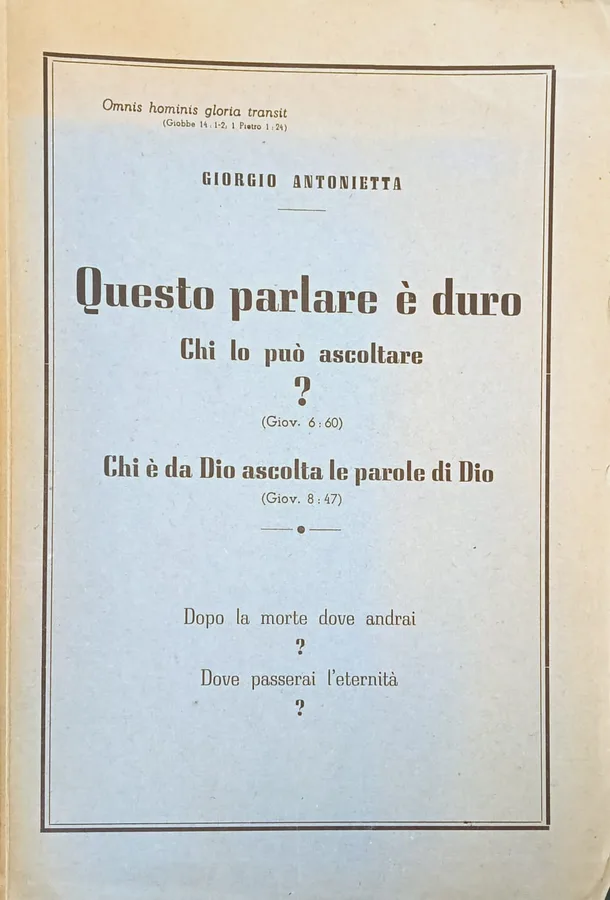 Omnis hominis gloria transit
(Giobbe 14 : 1-2, 1 Pietro 1 : 24)
GIORGIO ANTONIETTA
Questo parlare è duro
Chi lo può ascoltare
?
(Giov. 6 : 60)
Chi è da Dio ascolta le parole di Dio
(Giov. 8 : 47)
Dopo la morte dove andrai
?
Dove passerai l'eternità
?